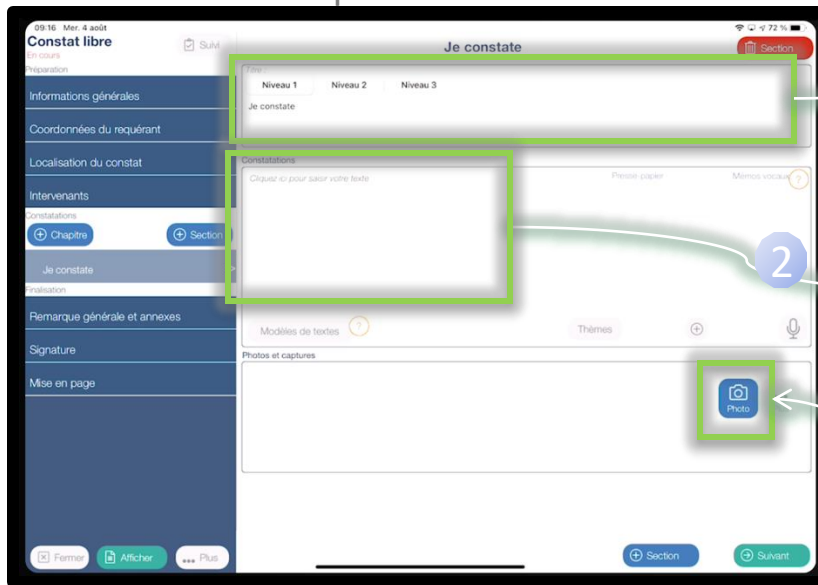 09:16 Mer. 4 août
72 %
Constat libre
En cours
Suivi
Je constate
Section
Préparation
Informations générales
Coordonnées du requérant
Localisation du constat
Intervenants
Constatations
Chapitre
Section
Je constate
Finalisation
Remarque générale et annexes
Signature
Mise en page
Fermer
Afficher
Plus
Titre
Niveau 1 Niveau 2 Niveau 3
Je constate
Constatations
Cliquez ici pour saisir votre texte
Presse-papier
Mémos vocaux
?
2
Modèles de textes
?
Thèmes
Photos et captures
Photo
Section
Suivant